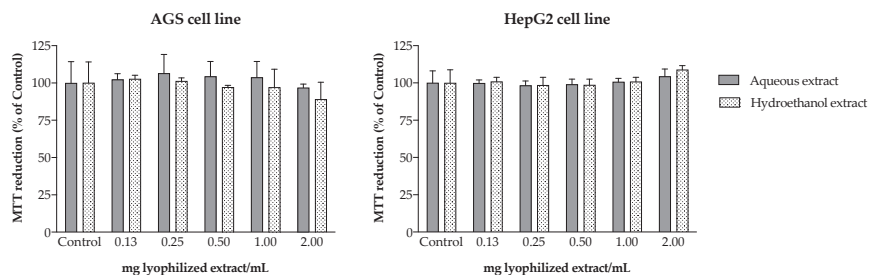 AGS cell line
MTT reduction (% of Control)
125
100
75
50
25
0
Control 0.13 0.25 0.50 1.00 2.00
mg lyophilized extract/mL
HepG2 cell line
MTT reduction (% of Control)
125
100
75
50
25
0
Control 0.13 0.25 0.50 1.00 2.00
mg lyophilized extract/mL
Aqueous extract
Hydroethanol extract